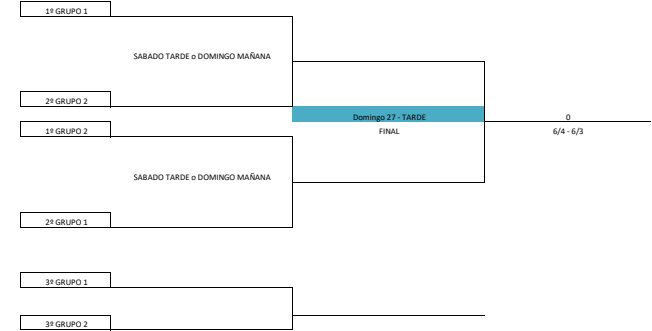 1º GRUPO 1
SABADO TARDE o DOMINGO MAÑANA
2º GRUPO 2
Domingo 27 - TARDE
0
1º GRUPO 2
FINAL
6/4 - 6/3
SABADO TARDE o DOMINGO MAÑANA
2º GRUPO 1
3º GRUPO 1
3º GRUPO 2